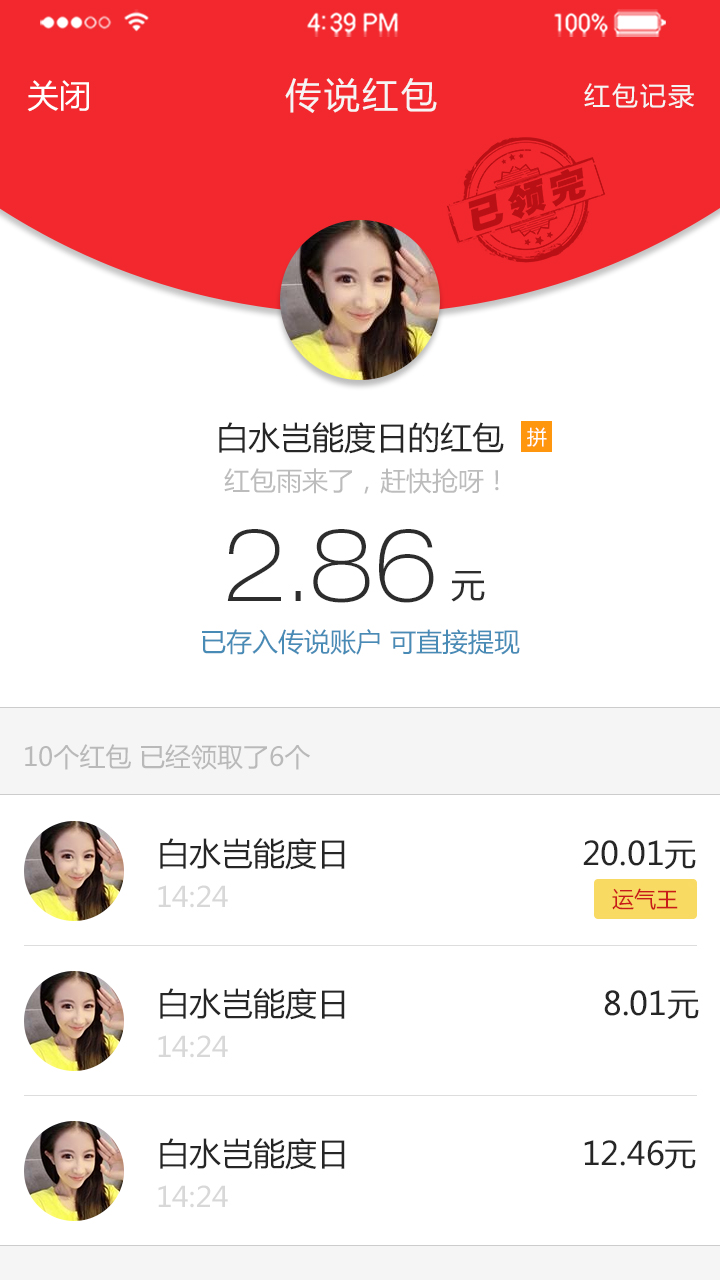 4:39 PM 100%
关闭 传说红包 红包记录
已领完
白水岂能度日的红包 拼
红包雨来了，赶快抢呀！
2.86 元
已存入传说账户 可直接提现
10个红包 已经领取了6个
白水岂能度日 20.01元
14:24 运气王
白水岂能度日 8.01元
14:24
白水岂能度日 12.46元
14:24